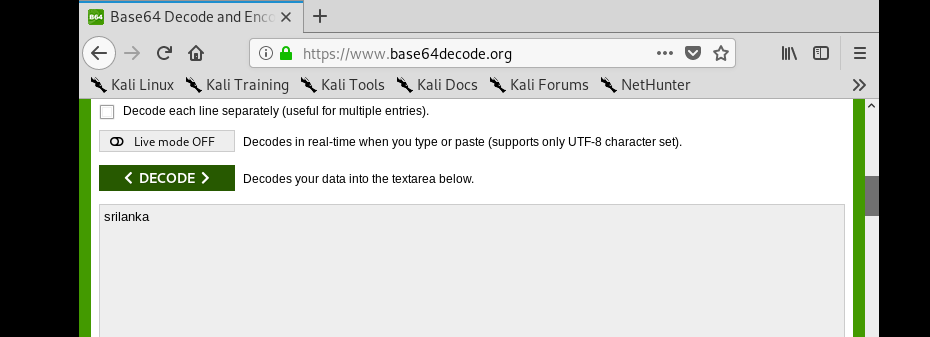 B64 Base64 Decode and Enco
https://www.base64decode.org
Kali Linux Kali Training Kali Tools Kali Docs Kali Forums NetHunter
Decode each line separately (useful for multiple entries).
Live mode OFF Decodes in real-time when you type or paste (supports only UTF-8 character set).
< DECODE > Decodes your data into the textarea below.
srilanka